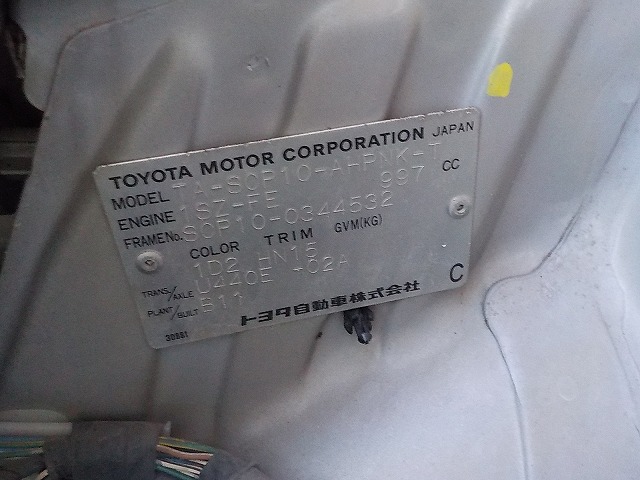 TOYOTA MOTOR CORPORATION JAPAN
MODEL TA-SCP10-AHPNK-T
ENGINE 1SZ-FE 997 CC
FRAME No. SCP10-0344532
COLOR TRIM GVM(KG)
1D2 HN15
TRANS/AXLE U440E -02A
PLANT/BUILT 511 C
トヨタ自動車株式会社
30881